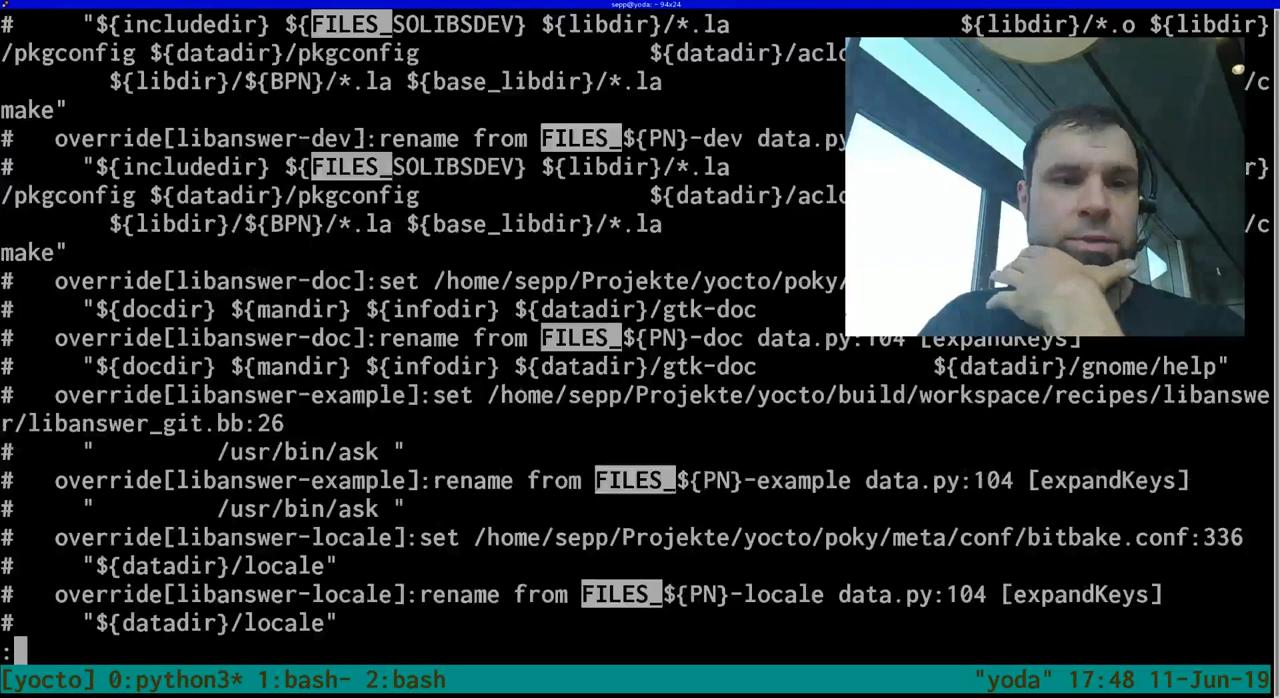 sepp@yoda: ~ 94x24
# "${includedir} ${FILES_SOLIBSDEV} ${libdir}/*.la ${libdir}/*.o ${libdir}
/pkgconfig ${datadir}/pkgconfig ${datadir}/aclo
${libdir}/${BPN}/*.la ${base_libdir}/*.la /c
make"
# override[libanswer-dev]:rename from FILES_${PN}-dev data.py
# "${includedir} ${FILES_SOLIBSDEV} ${libdir}/*.la r}
/pkgconfig ${datadir}/pkgconfig ${datadir}/aclo
${libdir}/${BPN}/*.la ${base_libdir}/*.la /c
make"
# override[libanswer-doc]:set /home/sepp/Projekte/yocto/poky/
# "${docdir} ${mandir} ${infodir} ${datadir}/gtk-doc
# override[libanswer-doc]:rename from FILES_${PN}-doc data.py:104 [expandKeys]
# "${docdir} ${mandir} ${infodir} ${datadir}/gtk-doc ${datadir}/gnome/help"
# override[libanswer-example]:set /home/sepp/Projekte/yocto/build/workspace/recipes/libanswe
r/libanswer_git.bb:26
# " /usr/bin/ask "
# override[libanswer-example]:rename from FILES_${PN}-example data.py:104 [expandKeys]
# " /usr/bin/ask "
# override[libanswer-locale]:set /home/sepp/Projekte/yocto/poky/meta/conf/bitbake.conf:336
# "${datadir}/locale"
# override[libanswer-locale]:rename from FILES_${PN}-locale data.py:104 [expandKeys]
# "${datadir}/locale"
:
[yocto] 0:python3* 1:bash- 2:bash "yoda" 17:48 11-Jun-19